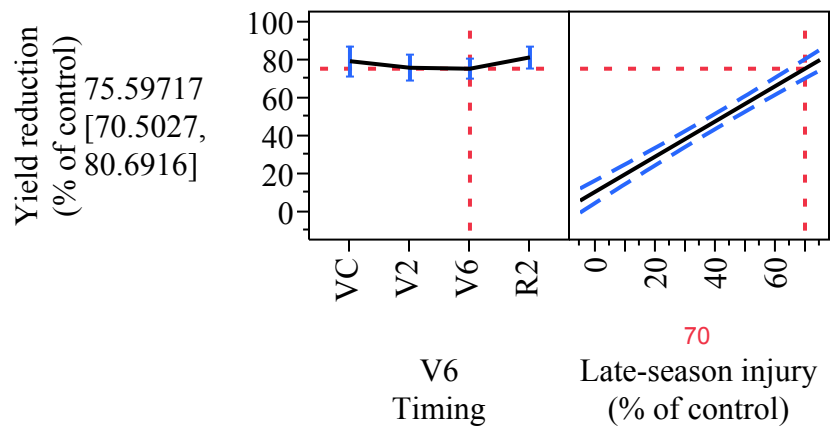 Yield reduction
(% of control)
75.59717
[70.5027,
80.6916]
100
80
60
40
20
0
VC
V2
V6
R2
0
20
40
60
70
V6
Timing
Late-season injury
(% of control)